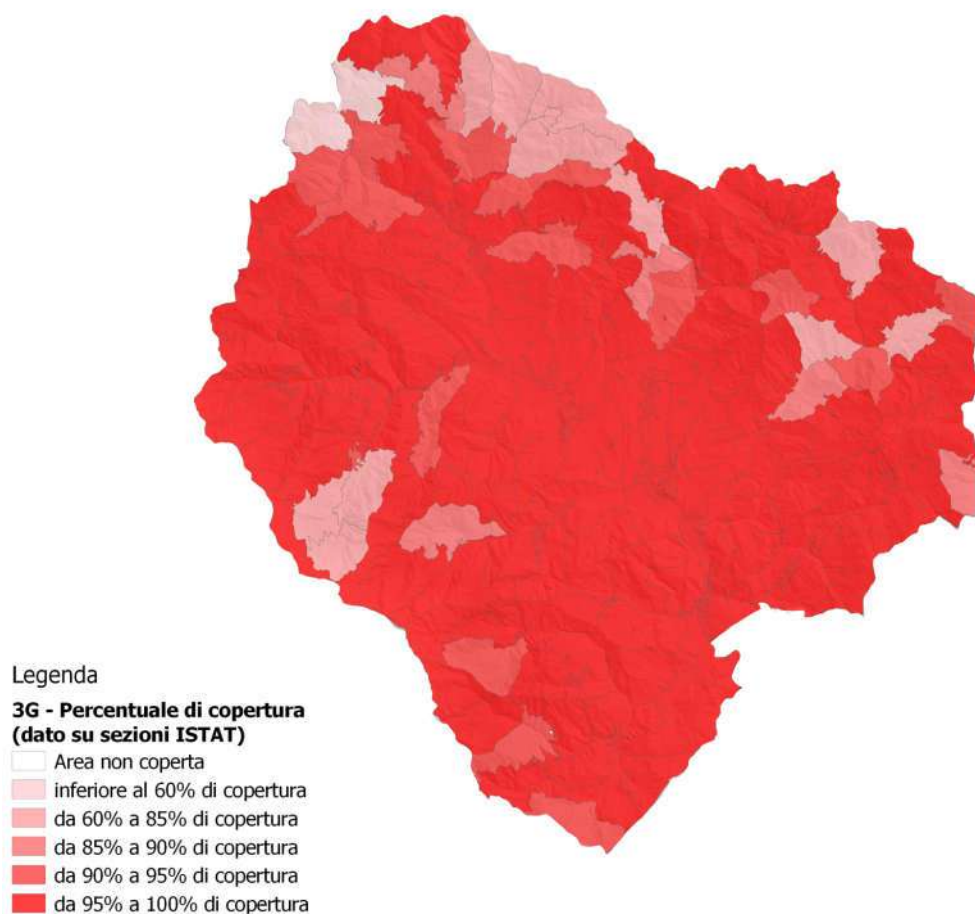 Legenda
3G - Percentuale di copertura
(dato su sezioni ISTAT)
Area non coperta
inferiore al 60% di copertura
da 60% a 85% di copertura
da 85% a 90% di copertura
da 90% a 95% di copertura
da 95% a 100% di copertura